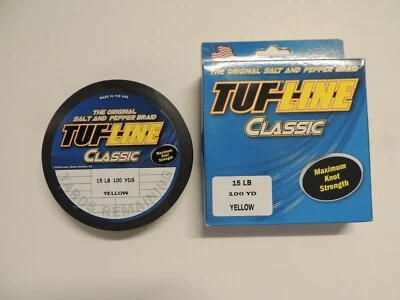 MADE IN THE USA
THE ORIGINAL
SALT AND PEPPER BRAID
TUF-LINE
CLASSIC
Maximum
Knot
Strength
15 LB 100 YDS
YELLOW
YARDS REMAINING
THE ORIGINAL SALT AND PEPPER BRAID
TUF-LINE
CLASSIC
Maximum
Knot
Strength
15 LB
100 YD
YELLOW